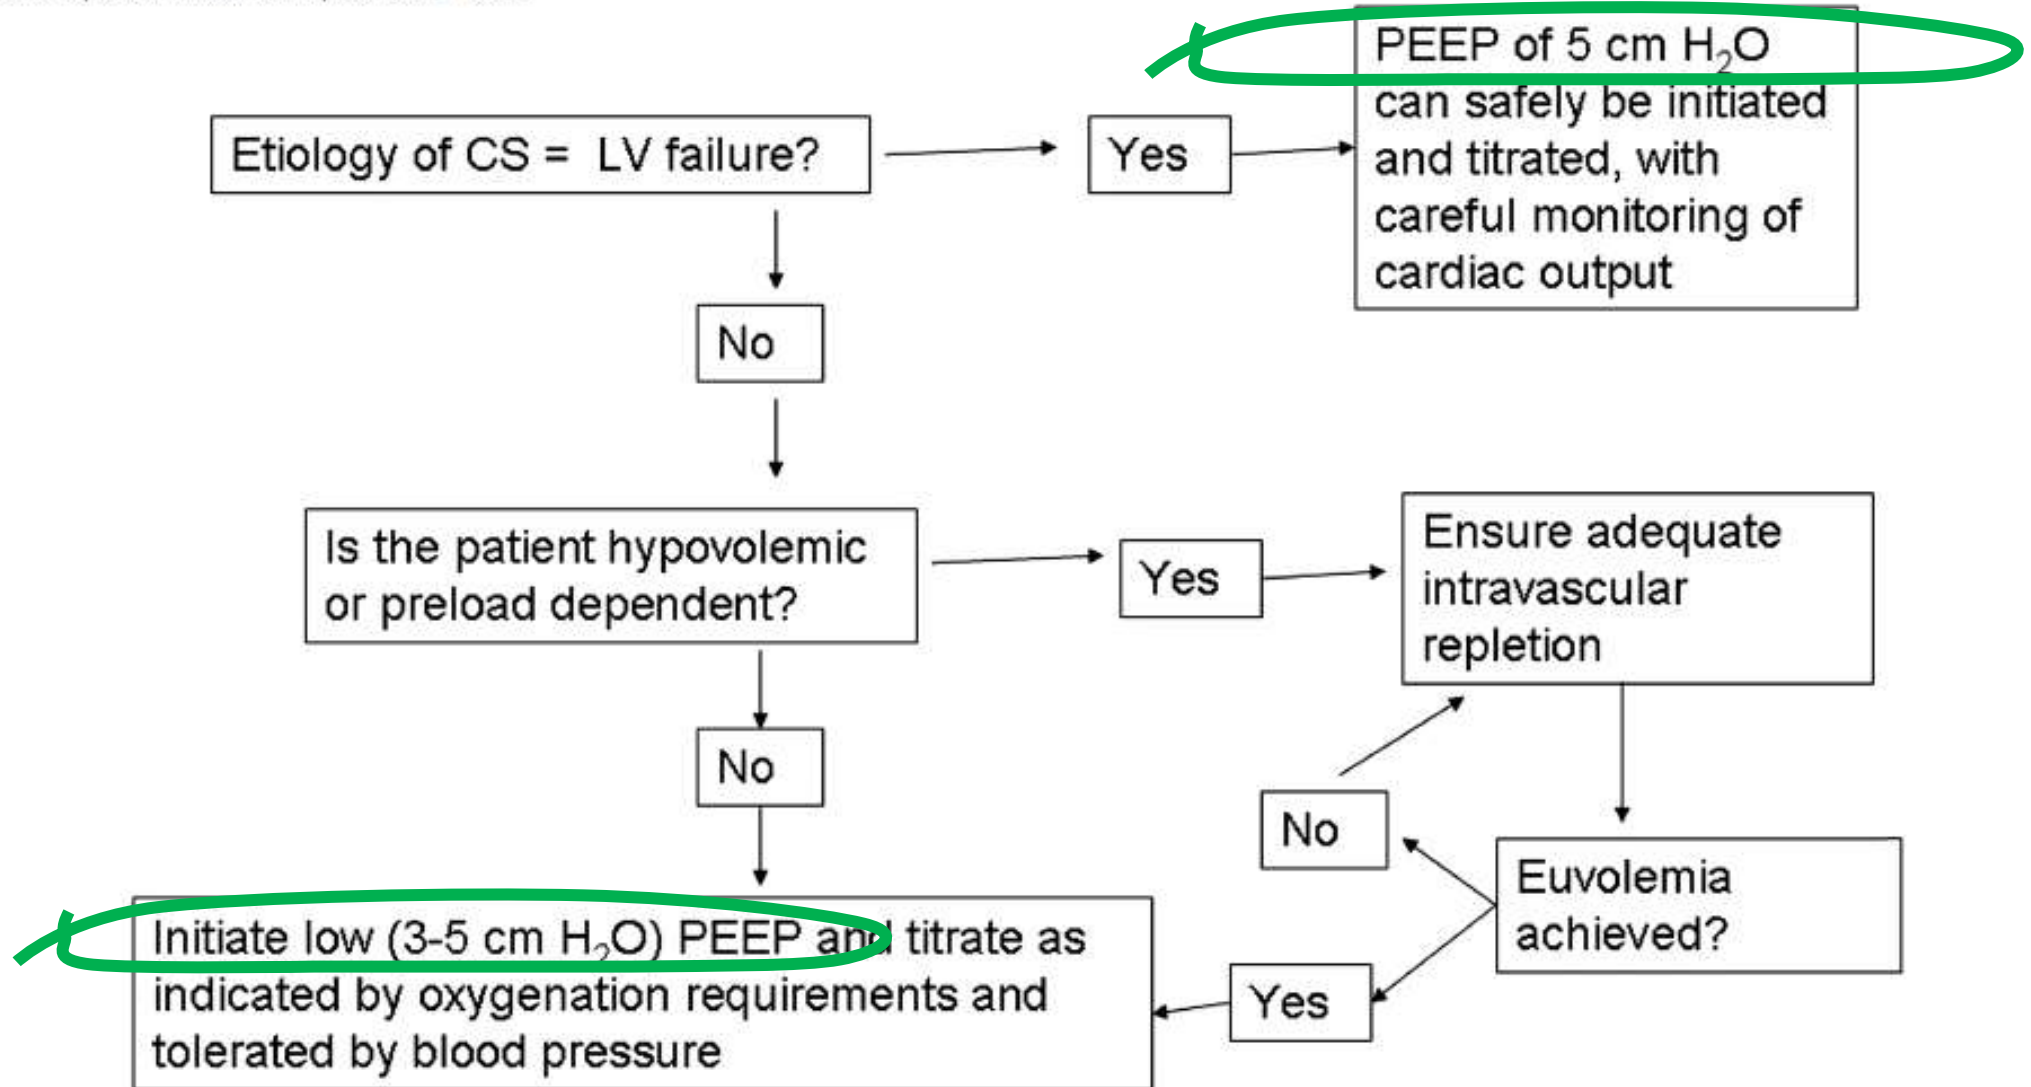 PEEP of 5 cm H₂O
can safely be initiated
and titrated, with
careful monitoring of
cardiac output
Etiology of CS = LV failure?
Yes
No
Is the patient hypovolemic
or preload dependent?
Yes
Ensure adequate
intravascular
repletion
No
No
Euvolemia
achieved?
Initiate low (3-5 cm H₂O) PEEP and titrate as
indicated by oxygenation requirements and
tolerated by blood pressure
Yes